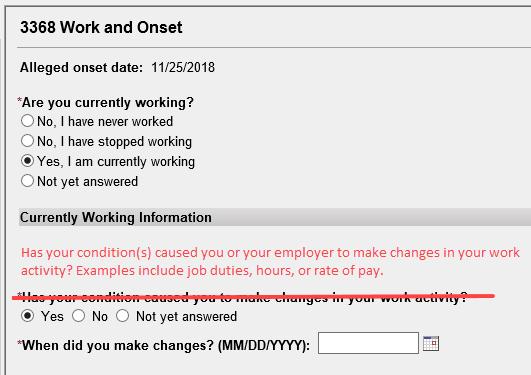 3368 Work and Onset
Alleged onset date: 11/25/2018
*Are you currently working?
No, I have never worked
No, I have stopped working
Yes, I am currently working
Not yet answered
Currently Working Information
Has your condition(s) caused you or your employer to make changes in your work
activity? Examples include job duties, hours, or rate of pay.
*Has your condition caused you to make changes in your work activity?
Yes No Not yet answered
*When did you make changes? (MM/DD/YYYY):